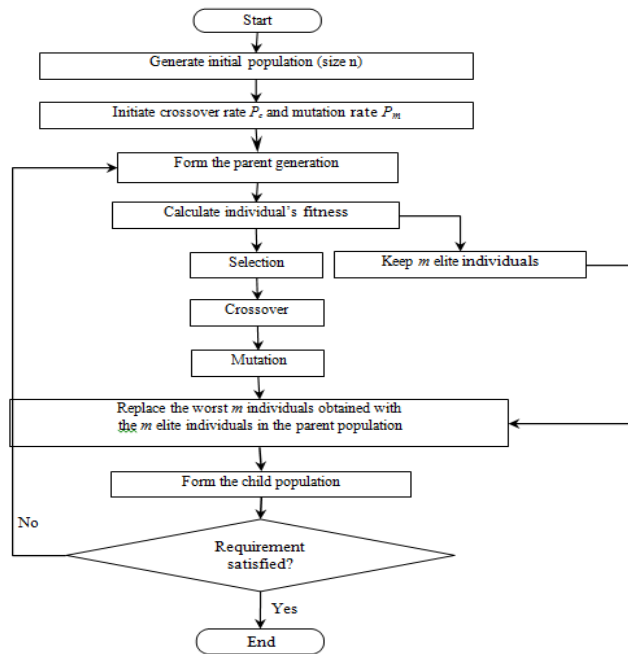 Start
Generate initial population (size n)
Initiate crossover rate Pₑ and mutation rate Pₘ
Form the parent generation
Calculate individual's fitness
Selection
Keep m elite individuals
Crossover
Mutation
Replace the worst m individuals obtained with
the m elite individuals in the parent population
Form the child population
No
Requirement
satisfied?
Yes
End